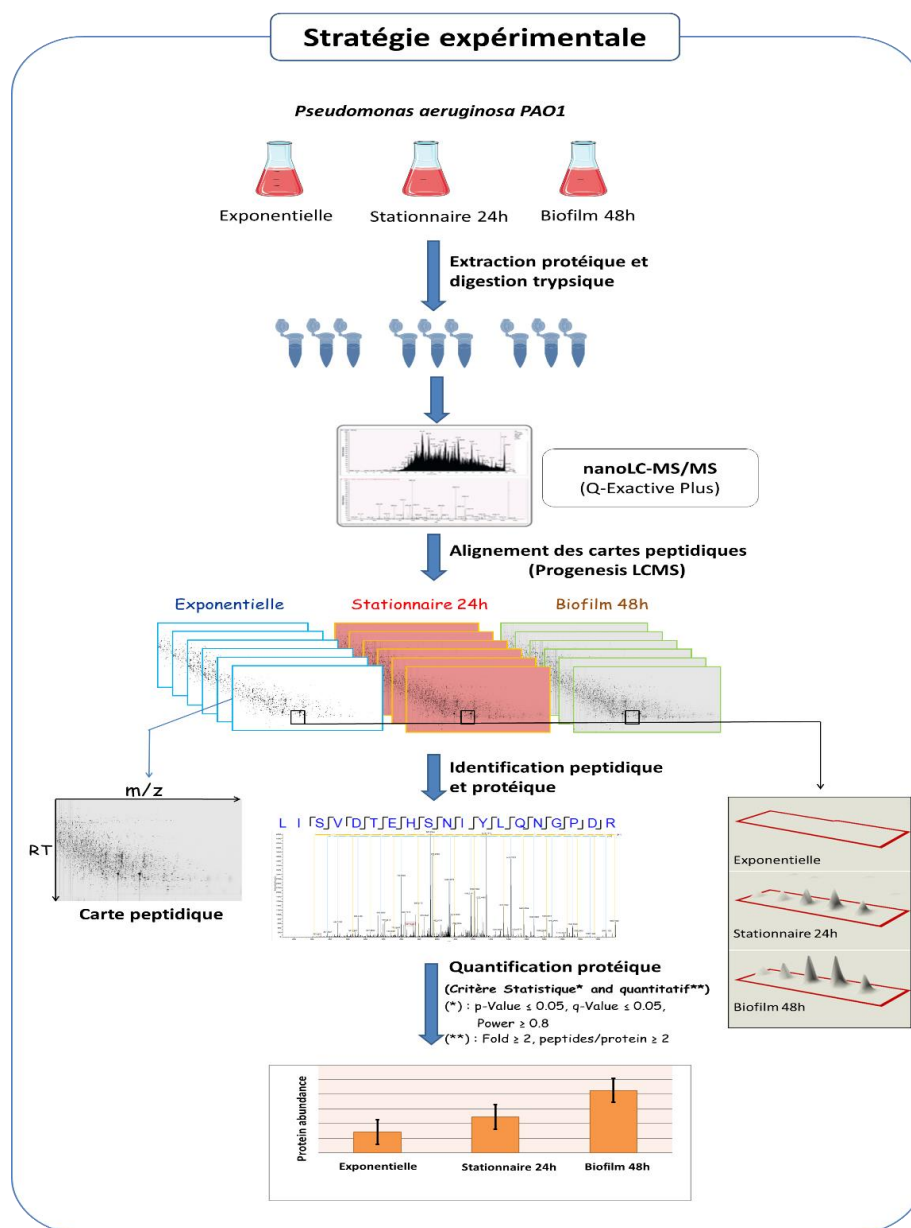 Stratégie expérimentale
Pseudomonas aeruginosa PAO1
Exponentielle
Stationnaire 24h
Biofilm 48h
Extraction protéique et
digestion trypsique
nanoLC-MS/MS
(Q-Exactive Plus)
Alignement des cartes peptidiques
(Progenesis LCMS)
Exponentielle
Stationnaire 24h
Biofilm 48h
Identification peptidique
et protéique
m/z
RT
Carte peptidique
L I S V D T E H S N I Y L Q N G P D R
Exponentielle
Stationnaire 24h
Biofilm 48h
Quantification protéique
(Critère Statistique* and quantitatif**)
(*) : p-Value ≤ 0.05, q-Value ≤ 0.05,
Power ≥ 0.8
(**) : Fold ≥ 2, peptides/protein ≥ 2
Protein abundance
Exponentielle
Stationnaire 24h
Biofilm 48h